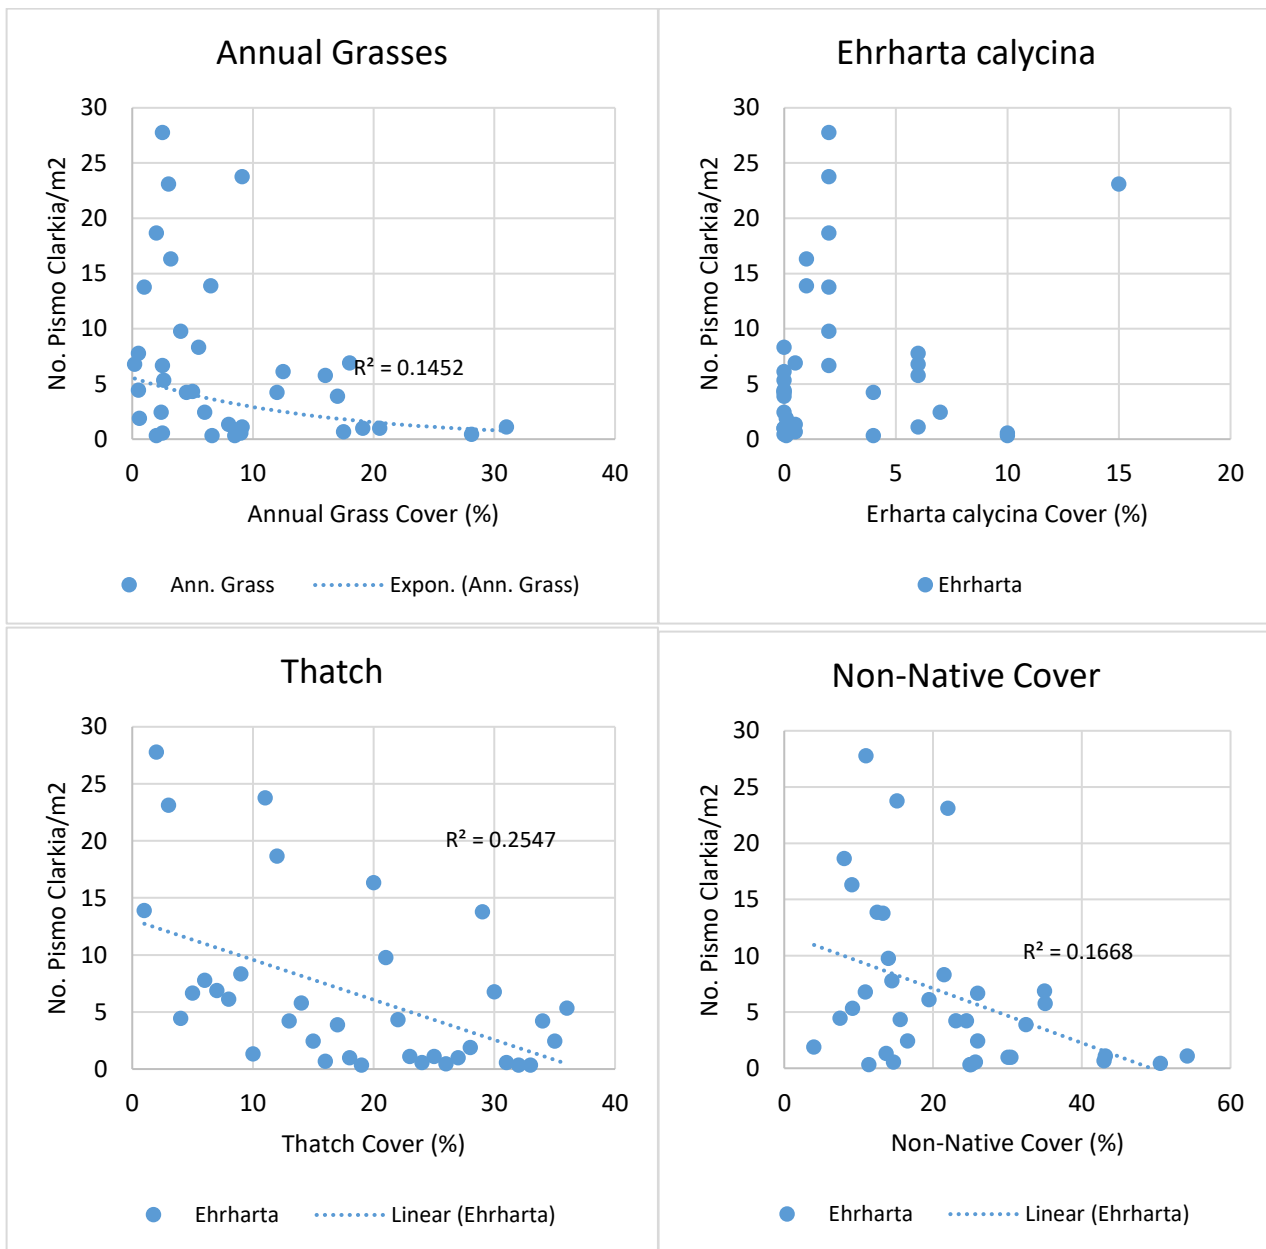 Annual Grasses
No. Pismo Clarkia/m2
30
25
20
15
10
5
0
R² = 0.1452
0 10 20 30 40
Annual Grass Cover (%)
Ann. Grass Expon. (Ann. Grass)
Ehrharta calycina
No. Pismo Clarkia/m2
30
25
20
15
10
5
0
0 5 10 15 20
Erharta calycina Cover (%)
Ehrharta
Thatch
No. Pismo Clarkia/m2
30
25
20
15
10
5
0
R² = 0.2547
0 10 20 30 40
Thatch Cover (%)
Ehrharta Linear (Ehrharta)
Non-Native Cover
No. Pismo Clarkia/m2
30
25
20
15
10
5
0
R² = 0.1668
0 20 40 60
Non-Native Cover (%)
Ehrharta Linear (Ehrharta)